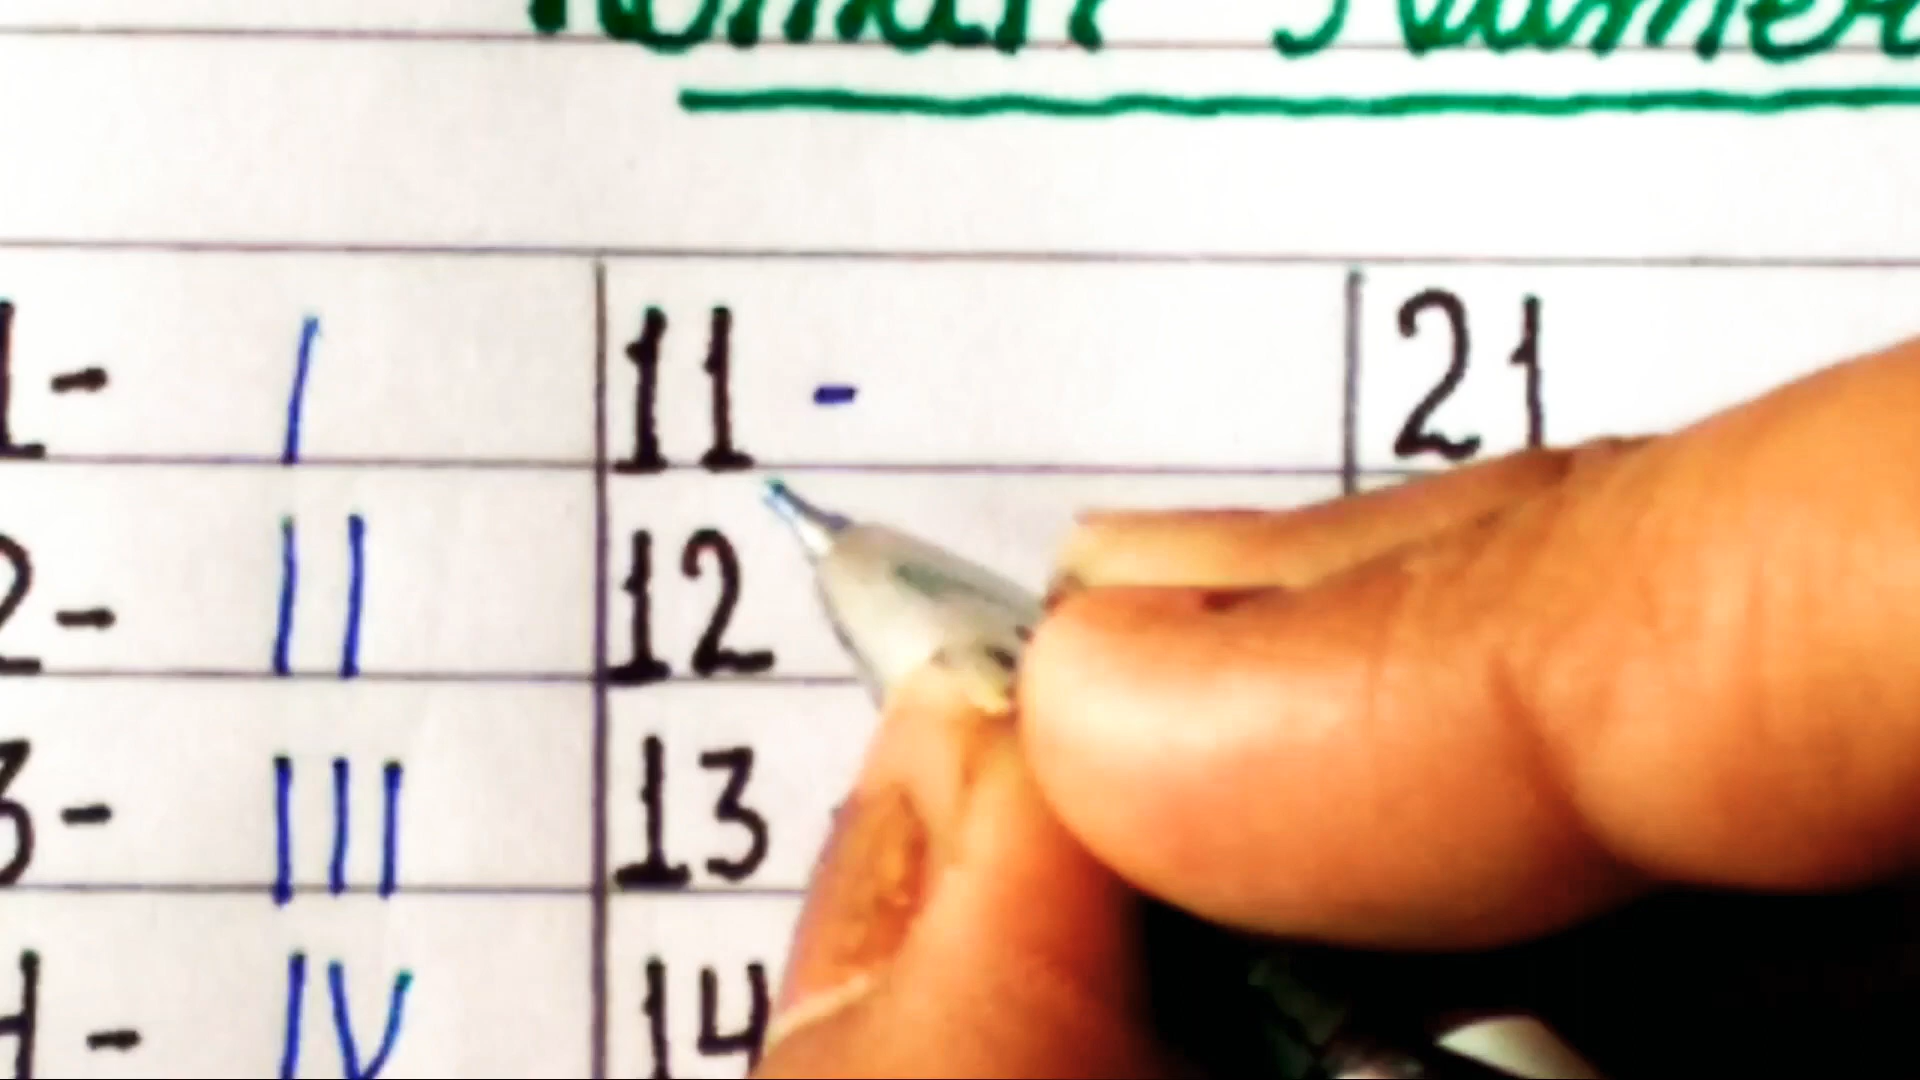 Roman Numer
1- I 11 - 21
2- II 12
3- III 13
4- IV 14